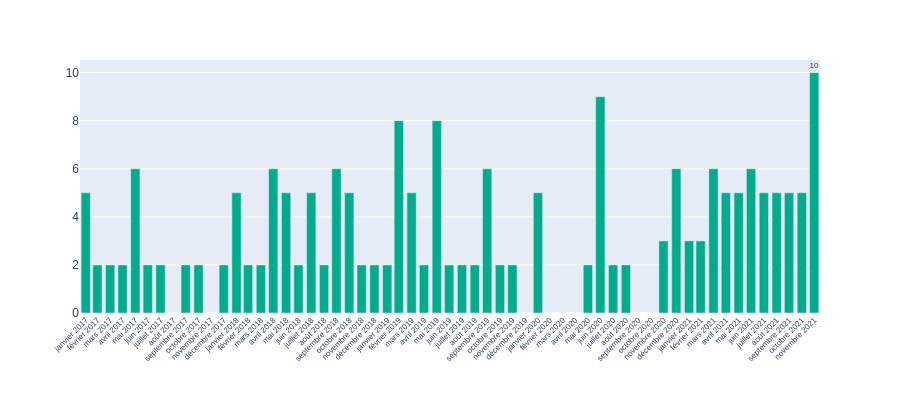 10
10
8
6
4
2
0
janvier 2017
février 2017
mars 2017
avril 2017
mai 2017
juin 2017
juillet 2017
août 2017
septembre 2017
octobre 2017
novembre 2017
décembre 2017
janvier 2018
février 2018
mars 2018
avril 2018
mai 2018
juin 2018
juillet 2018
août 2018
septembre 2018
octobre 2018
novembre 2018
décembre 2018
janvier 2019
février 2019
mars 2019
avril 2019
mai 2019
juin 2019
juillet 2019
août 2019
septembre 2019
octobre 2019
novembre 2019
décembre 2019
janvier 2020
février 2020
mars 2020
avril 2020
mai 2020
juin 2020
juillet 2020
août 2020
septembre 2020
octobre 2020
novembre 2020
décembre 2020
janvier 2021
février 2021
mars 2021
avril 2021
mai 2021
juin 2021
juillet 2021
août 2021
septembre 2021
octobre 2021
novembre 2021